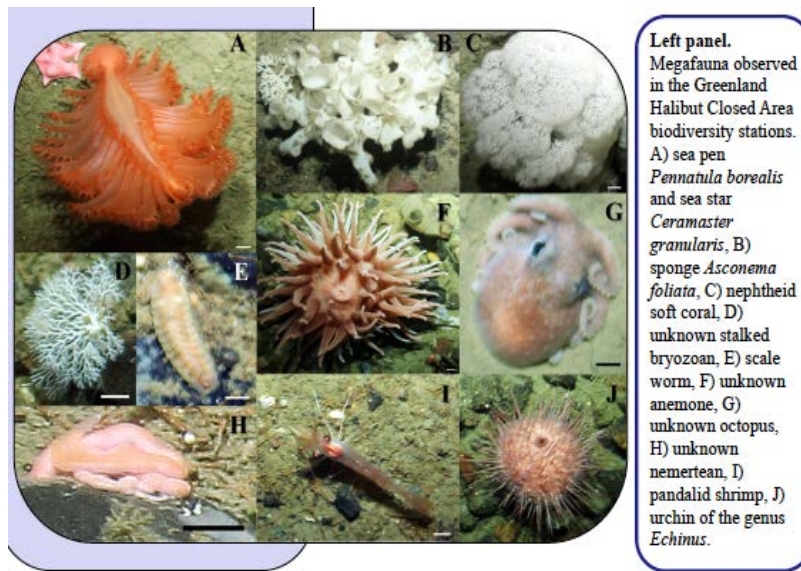 A
B
C
D
E
F
G
H
I
J
Left panel.
Megafauna observed
in the Greenland
Halibut Closed Area
biodiversity stations.
A) sea pen
Pennatula borealis
and sea star
Ceramaster
granularis, B)
sponge Asconema
foliata, C) nephtheid
soft coral, D)
unknown stalked
bryozoan, E) scale
worm, F) unknown
anemone, G)
unknown octopus,
H) unknown
nemertean, I)
pandalid shrimp, J)
urchin of the genus
Echinus.